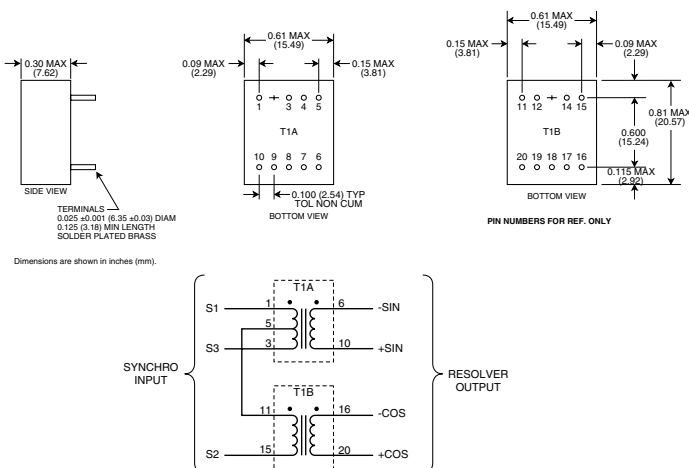 0.61 MAX
(15.49)
0.61 MAX
(15.49)
0.30 MAX
(7.62)
0.09 MAX
(2.29)
0.15 MAX
(3.81)
0.15 MAX
(3.81)
0.09 MAX
(2.29)
1 3 4 5
T1A
10 9 8 7 6
11 12 14 15
T1B
20 19 18 17 16
0.600
(15.24)
0.81 MAX
(20.57)
0.115 MAX
(2.92)
SIDE VIEW
TERMINALS
0.025 ±0.001 (6.35 ±0.03) DIAM
0.125 (3.18) MIN LENGTH
SOLDER PLATED BRASS
0.100 (2.54) TYP
TOL NON CUM
BOTTOM VIEW
BOTTOM VIEW
PIN NUMBERS FOR REF. ONLY
Dimensions are shown in inches (mm).
T1A
S1 1 6 -SIN
5
S3 3 10 +SIN
SYNCHRO
INPUT
RESOLVER
OUTPUT
T1B
11 16 -COS
S2 15 20 +COS